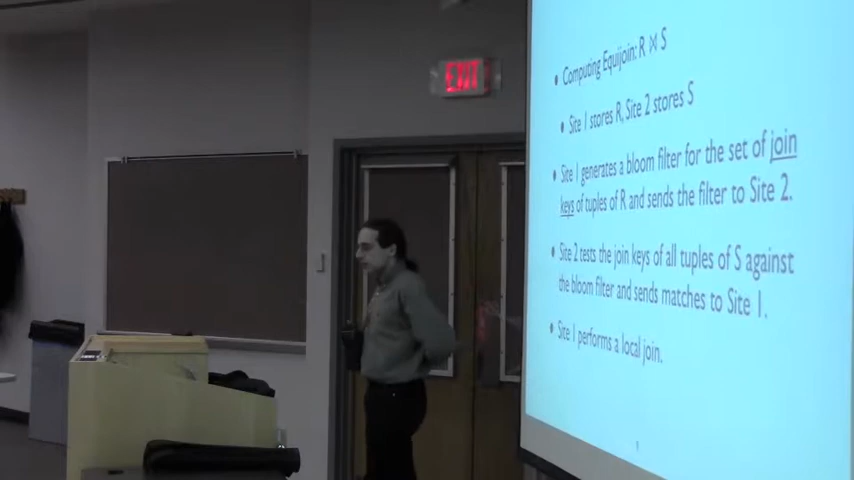 EXIT
• Computing Equijoin: R ⋈ S
• Site 1 stores R, Site 2 stores S
• Site 1 generates a bloom filter for the set of join
keys of tuples of R and sends the filter to Site 2.
• Site 2 tests the join keys of all tuples of S against
the bloom filter and sends matches to Site 1.
• Site 1 performs a local join.